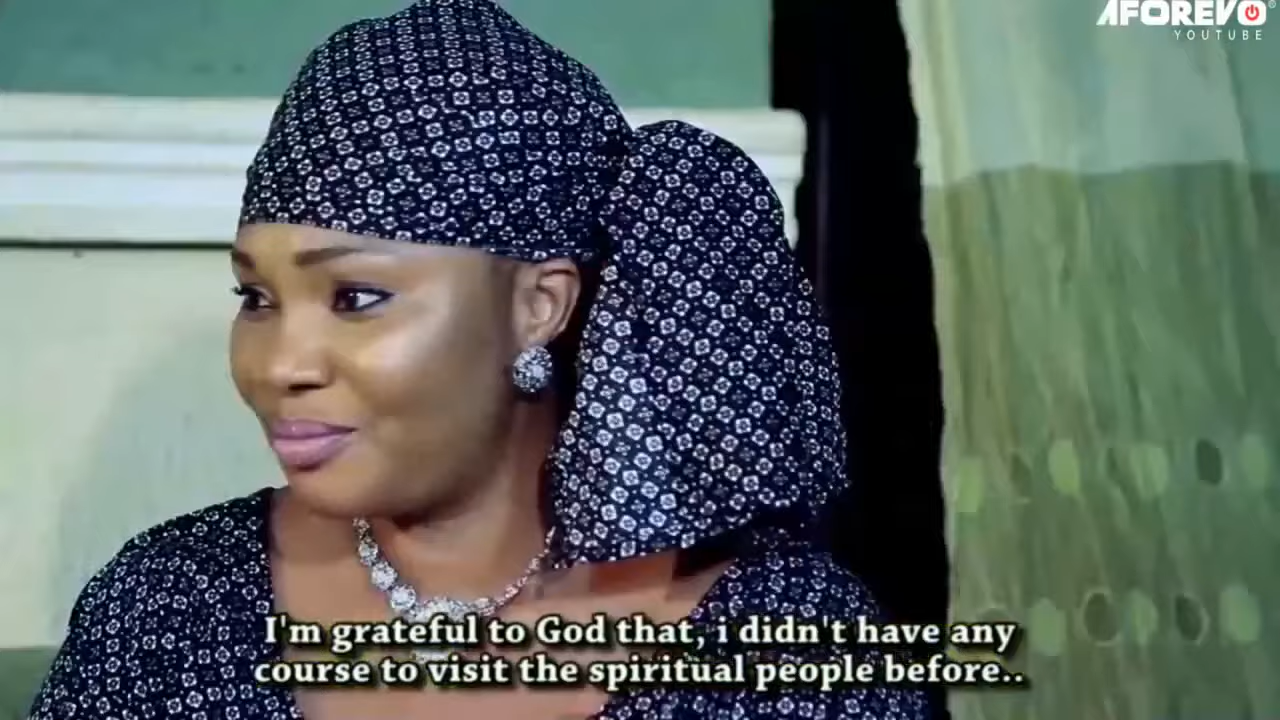 AFOREVO
YOUTUBE
I'm grateful to God that, i didn't have any
course to visit the spiritual people before..